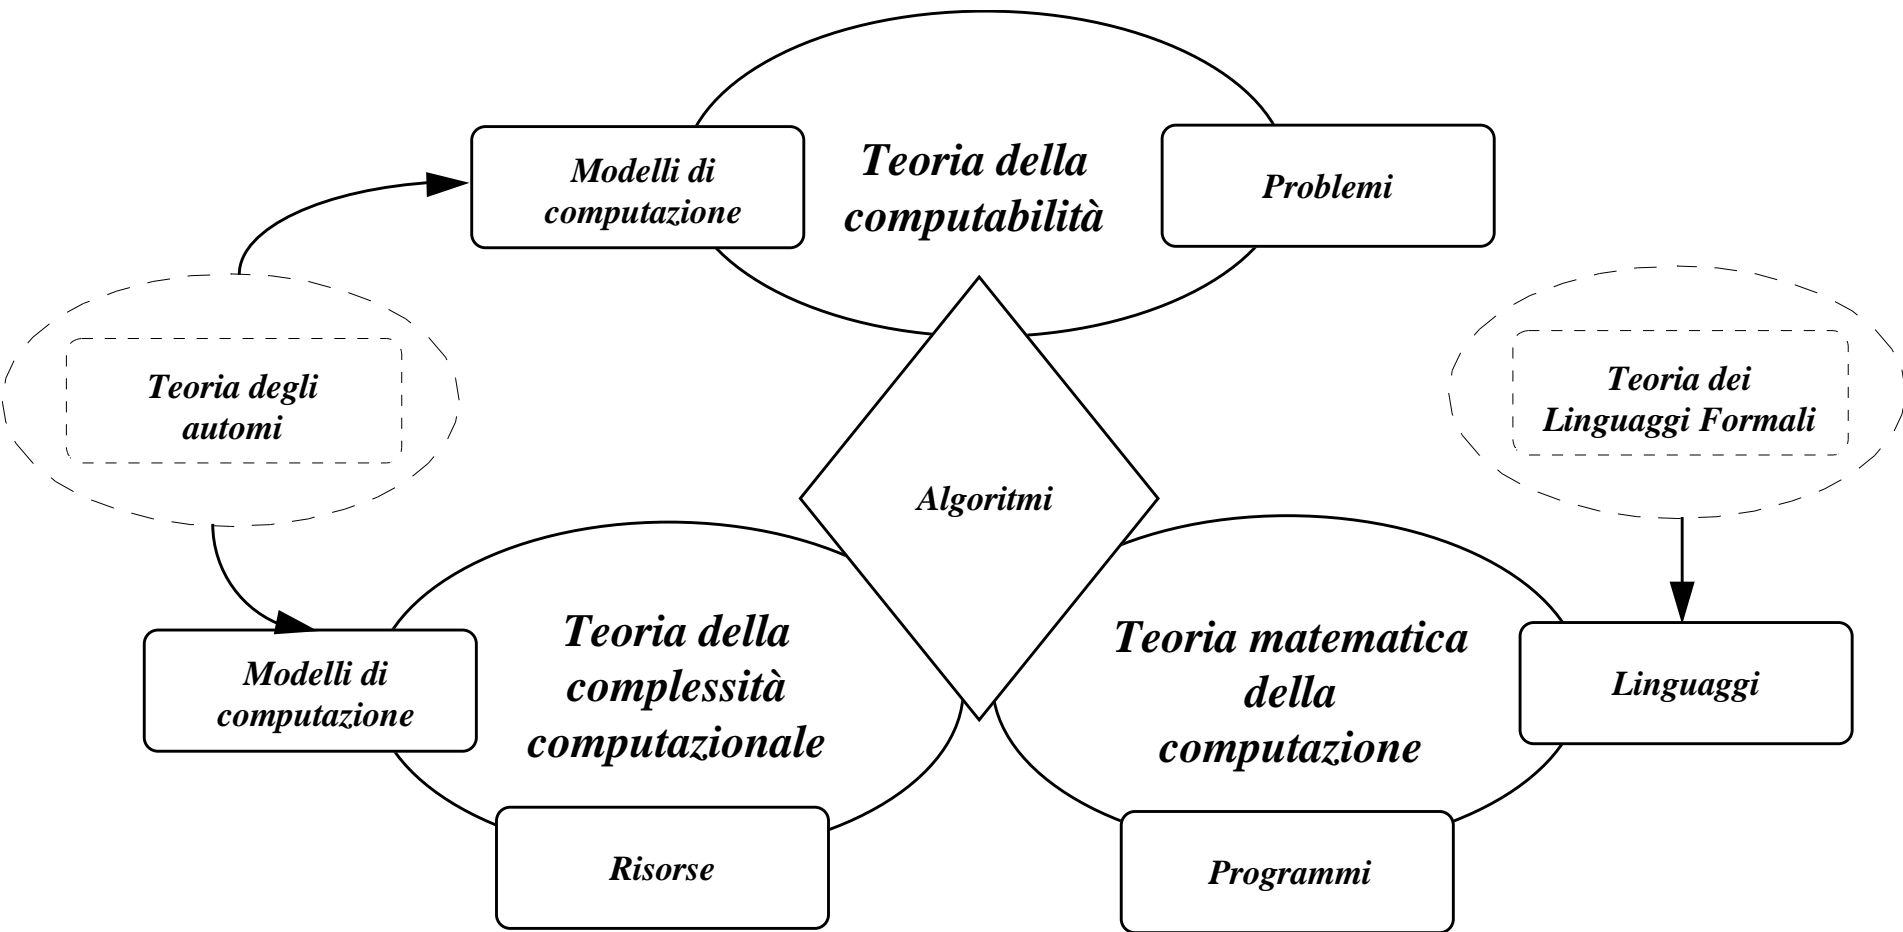 Modelli di
computazione
Teoria della
computabilità
Problemi
Teoria degli
automi
Teoria dei
Linguaggi Formali
Algoritmi
Modelli di
computazione
Teoria della
complessità
computazionale
Teoria matematica
della
computazione
Linguaggi
Risorse
Programmi